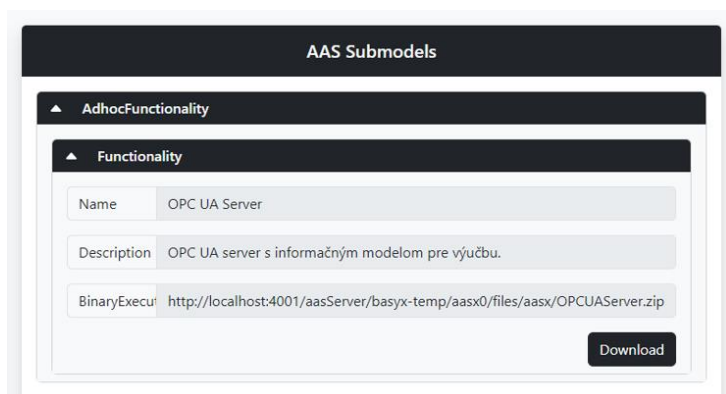 AAS Submodels
AdhocFunctionality
Functionality
Name OPC UA Server
Description OPC UA server s informačným modelom pre výučbu.
BinaryExecut http://localhost:4001/aasServer/basyx-temp/aasx0/files/aasx/OPCUAServer.zip
Download